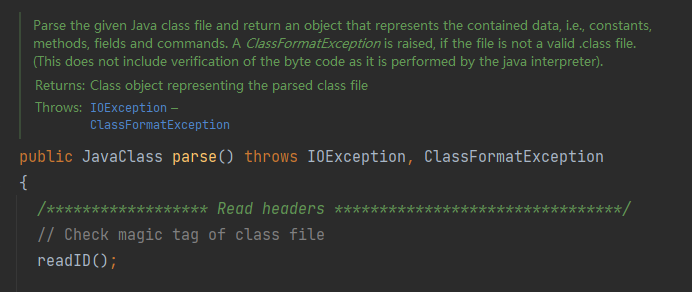 Parse the given Java class file and return an object that represents the contained data, i.e., constants,
methods, fields and commands. A ClassFormatException is raised, if the file is not a valid .class file.
(This does not include verification of the byte code as it is performed by the java interpreter).
Returns: Class object representing the parsed class file
Throws: IOException –
ClassFormatException
public JavaClass parse() throws IOException, ClassFormatException
{
/****************** Read headers ********************************/
// Check magic tag of class file
readID();